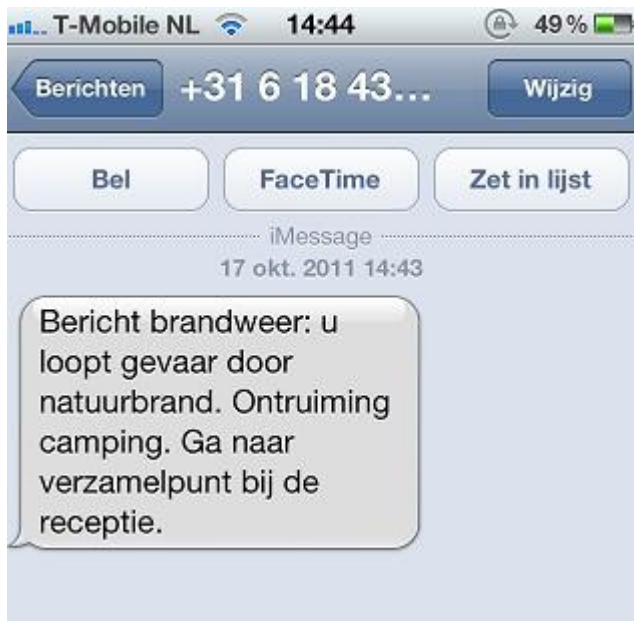 T-Mobile NL 14:44 49%
Berichten +31 6 18 43... Wijzig
Bel FaceTime Zet in lijst
iMessage
17 okt. 2011 14:43
Bericht brandweer: u
loopt gevaar door
natuurbrand. Ontruiming
camping. Ga naar
verzamelpunt bij de
receptie.